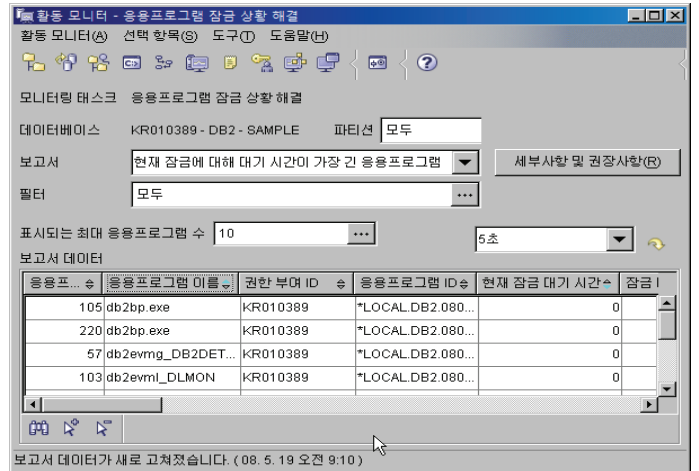 활동 모니터 - 응용프로그램 잠금 상황 해결
활동 모니터(A) 선택 항목(S) 도구(T) 도움말(H)
모니터링 태스크 응용프로그램 잠금 상황 해결
데이터베이스 KR010389 - DB2 - SAMPLE 파티션 모두
보고서 현재 잠금에 대해 대기 시간이 가장 긴 응용프로그램 세부사항 및 권장사항(R)
필터 모두 ...
표시되는 최대 응용프로그램 수 10 ... 5초
보고서 데이터
응용프... 응용프로그램 이름 권한 부여 ID 응용프로그램 ID 현재 잠금 대기 시간 잠금
105 db2bp.exe KR010389 *LOCAL.DB2.080... 0
220 db2bp.exe KR010389 *LOCAL.DB2.080... 0
57 db2evmg_DB2DET... KR010389 *LOCAL.DB2.080... 0
103 db2evml_DLMON KR010389 *LOCAL.DB2.080... 0
보고서 데이터가 새로 고쳐졌습니다. ( 08. 5. 19 오전 9:10 )